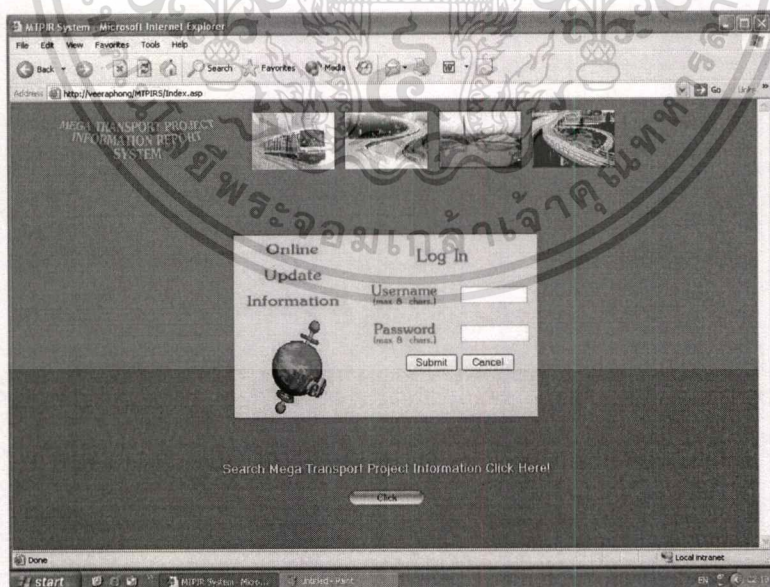 MTPIR System - Microsoft Internet Explorer
File Edit View Favorites Tools Help
Back Search Favorites Media
Address http://veeraphong/MTPIRS/Index.asp Go Links
MEGA TRANSPORT PROJECT
INFORMATION REPORT
SYSTEM
Online
Update
Information
Log In
Username
(max 8 chars.)
Password
(max 8 chars.)
Submit Cancel
Search Mega Transport Project Information Click Here!
Click
Done Local intranet
start MTPIR System - Micro... untitled - Paint EN